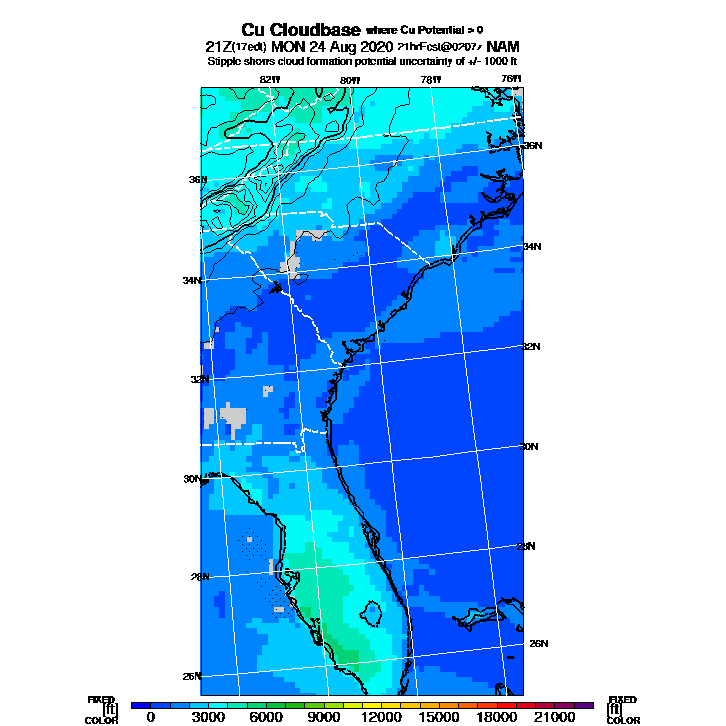 Cu Cloudbase where Cu Potential > 0
21Z(17edt) MON 24 Aug 2020 21hrFcst@0207z NAM
Stipple shows cloud formation potential uncertainty of +/- 1000 ft
82W 80W 78W 76W
36N 36N
34N 34N
32N 32N
30N 30N
28N 28N
26N 26N
FIXED FIXED
[ft] [ft]
COLOR COLOR
0 3000 6000 9000 12000 15000 18000 21000